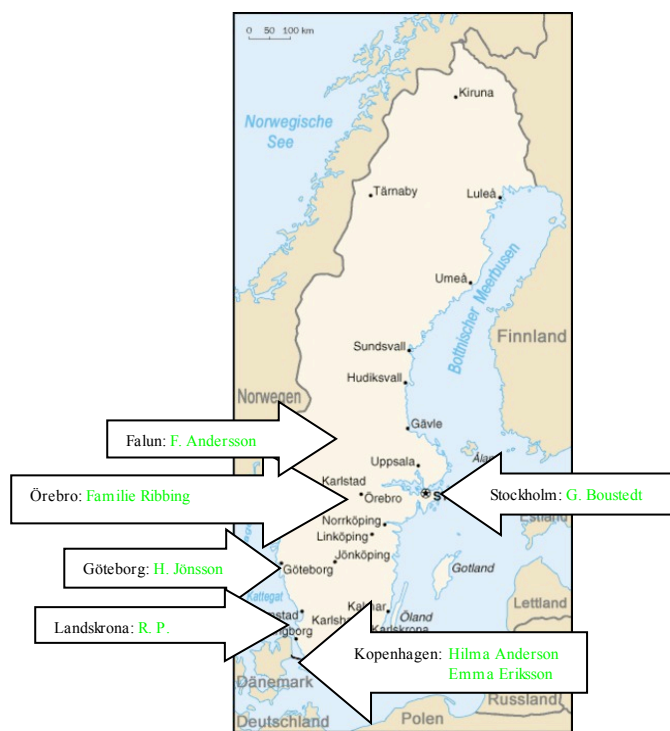 0 50 100 km
Kiruna
Norwegische
See
Tärnaby
Luleå
Umeå
Bottnischer Meerbusen
Finnland
Sundsvall
Hudiksvall
Norwegen
Gävle
Falun: F. Andersson
Uppsala
Karlstad
Örebro: Familie Ribbing
Örebro
Stockholm: G. Boustedt
Norrköping
Linköping
Göteborg: H. Jönsson
Göteborg
Jönköping
Gotland
Kattegat
Lettland
Öland
Landskrona: R. P.
Karlskrona
Kopenhagen: Hilma Anderson
Emma Eriksson
Dänemark
Russland
Deutschland
Polen